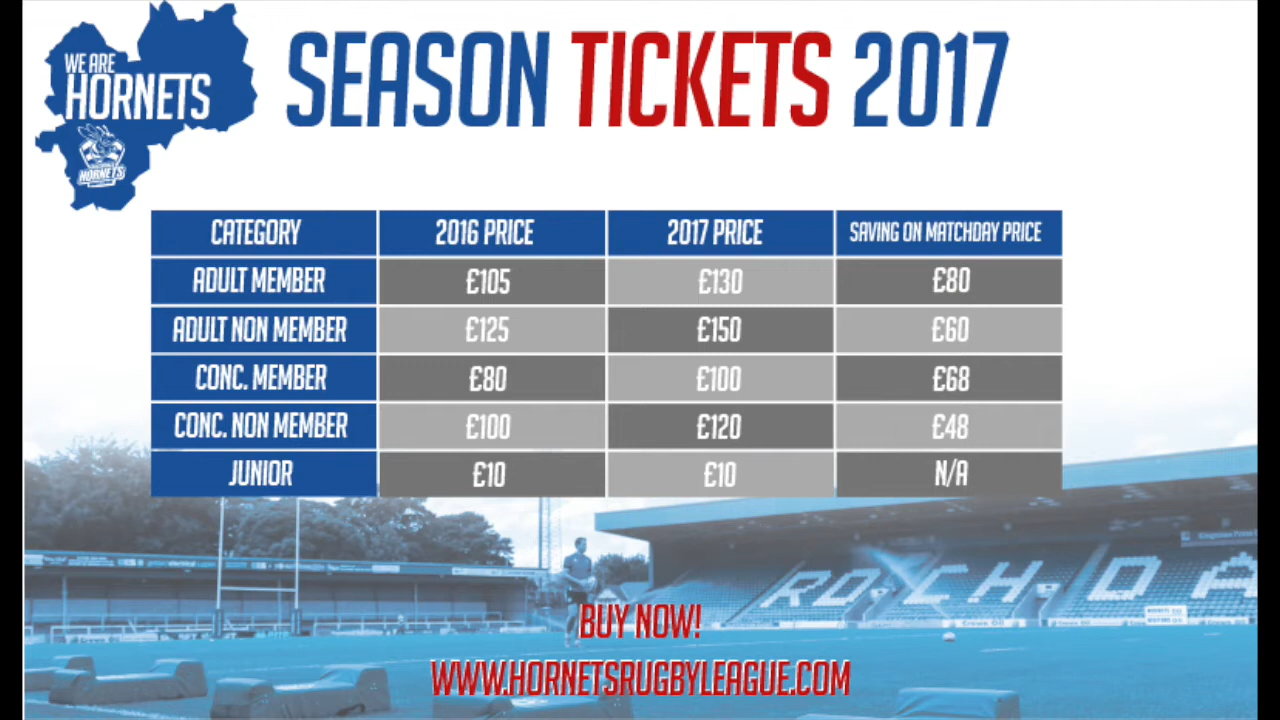 WE ARE
HORNETS
HORNETS
SEASON TICKETS 2017
CATEGORY 2016 PRICE 2017 PRICE SAVING ON MATCHDAY PRICE
ADULT MEMBER £105 £130 £80
ADULT NON MEMBER £125 £150 £60
CONC. MEMBER £80 £100 £68
CONC. NON MEMBER £100 £120 £48
JUNIOR £10 £10 N/A
ROCHDA
BUY NOW!
WWW.HORNETSRUGBYLEAGUE.COM